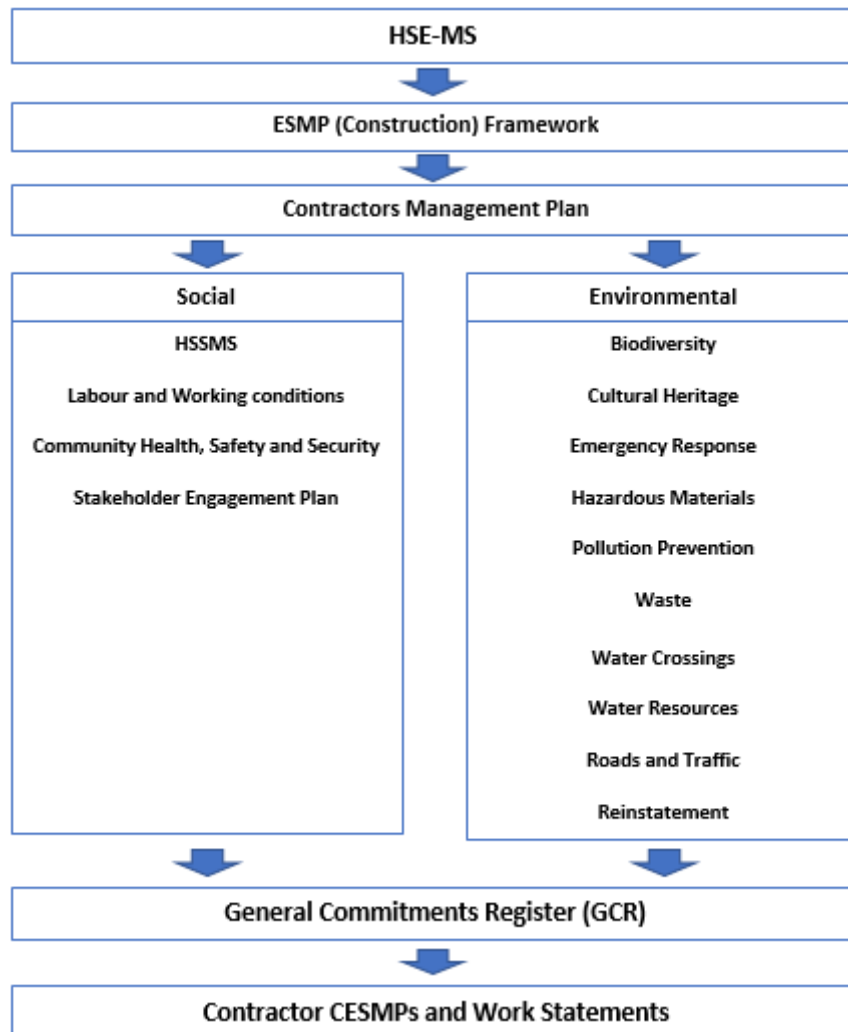 HSE-MS
ESMP (Construction) Framework
Contractors Management Plan
Social
HSSMS
Labour and Working conditions
Community Health, Safety and Security
Stakeholder Engagement Plan
Environmental
Biodiversity
Cultural Heritage
Emergency Response
Hazardous Materials
Pollution Prevention
Waste
Water Crossings
Water Resources
Roads and Traffic
Reinstatement
General Commitments Register (GCR)
Contractor CESMPs and Work Statements